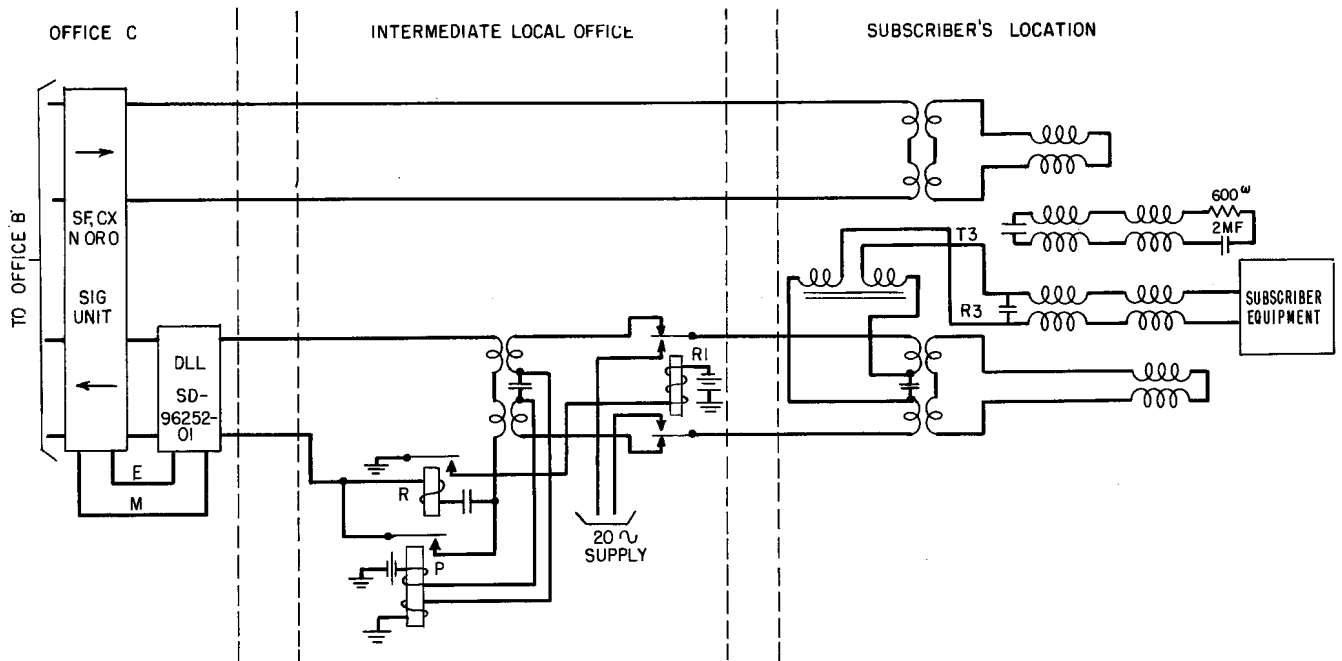 OFFICE C
INTERMEDIATE LOCAL OFFICE
SUBSCRIBER'S LOCATION
TO OFFICE 'B'
SF, CX
N OR O
SIG
UNIT
DLL
SD-
96252-
01
E
M
R
P
R1
20 ∿
SUPPLY
T3
R3
600 ω
2MF
SUBSCRIBER
EQUIPMENT